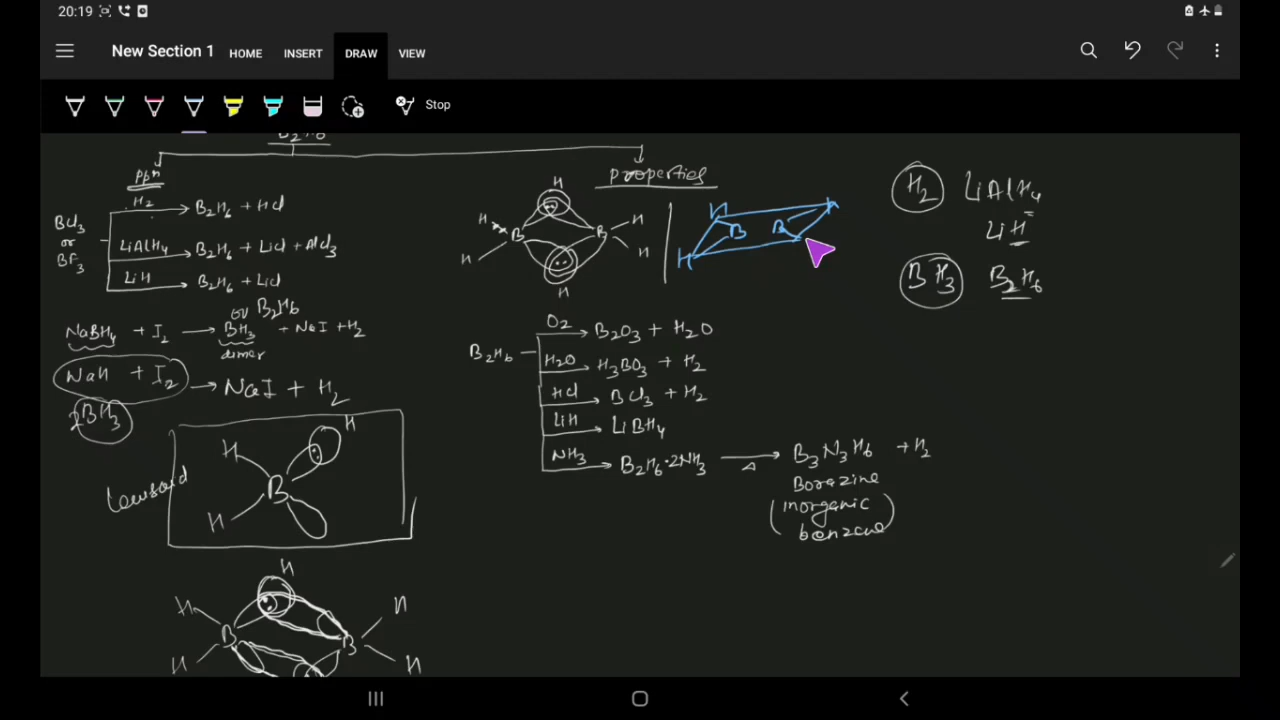 20:19
New Section 1 HOME INSERT DRAW VIEW
Stop
B2H6
ppn
properties
BCl3
or
BF3
H2 → B2H6 + HCl
LiAlH4 → B2H6 + LiCl + AlCl3
LiH → B2H6 + LiCl
or B2H6
NaBH4 + I2 → BH3 + NaI + H2
dimer
NaH + I2 → NaI + H2
2BH3
H
H
B
H
H
H
B
H
H
B
H
H
B
H
H
B
B
H
H
H
B
B
H
H2 LiAlH4
LiH
BH3 B2H6
B2H6
O2 → B2O3 + H2O
H2O → H3BO3 + H2
HCl → BCl3 + H2
LiH → LiBH4
NH3 → B2H6·2NH3 → Δ B3N3H6 + H2
Borazine
(inorganic
benzene)